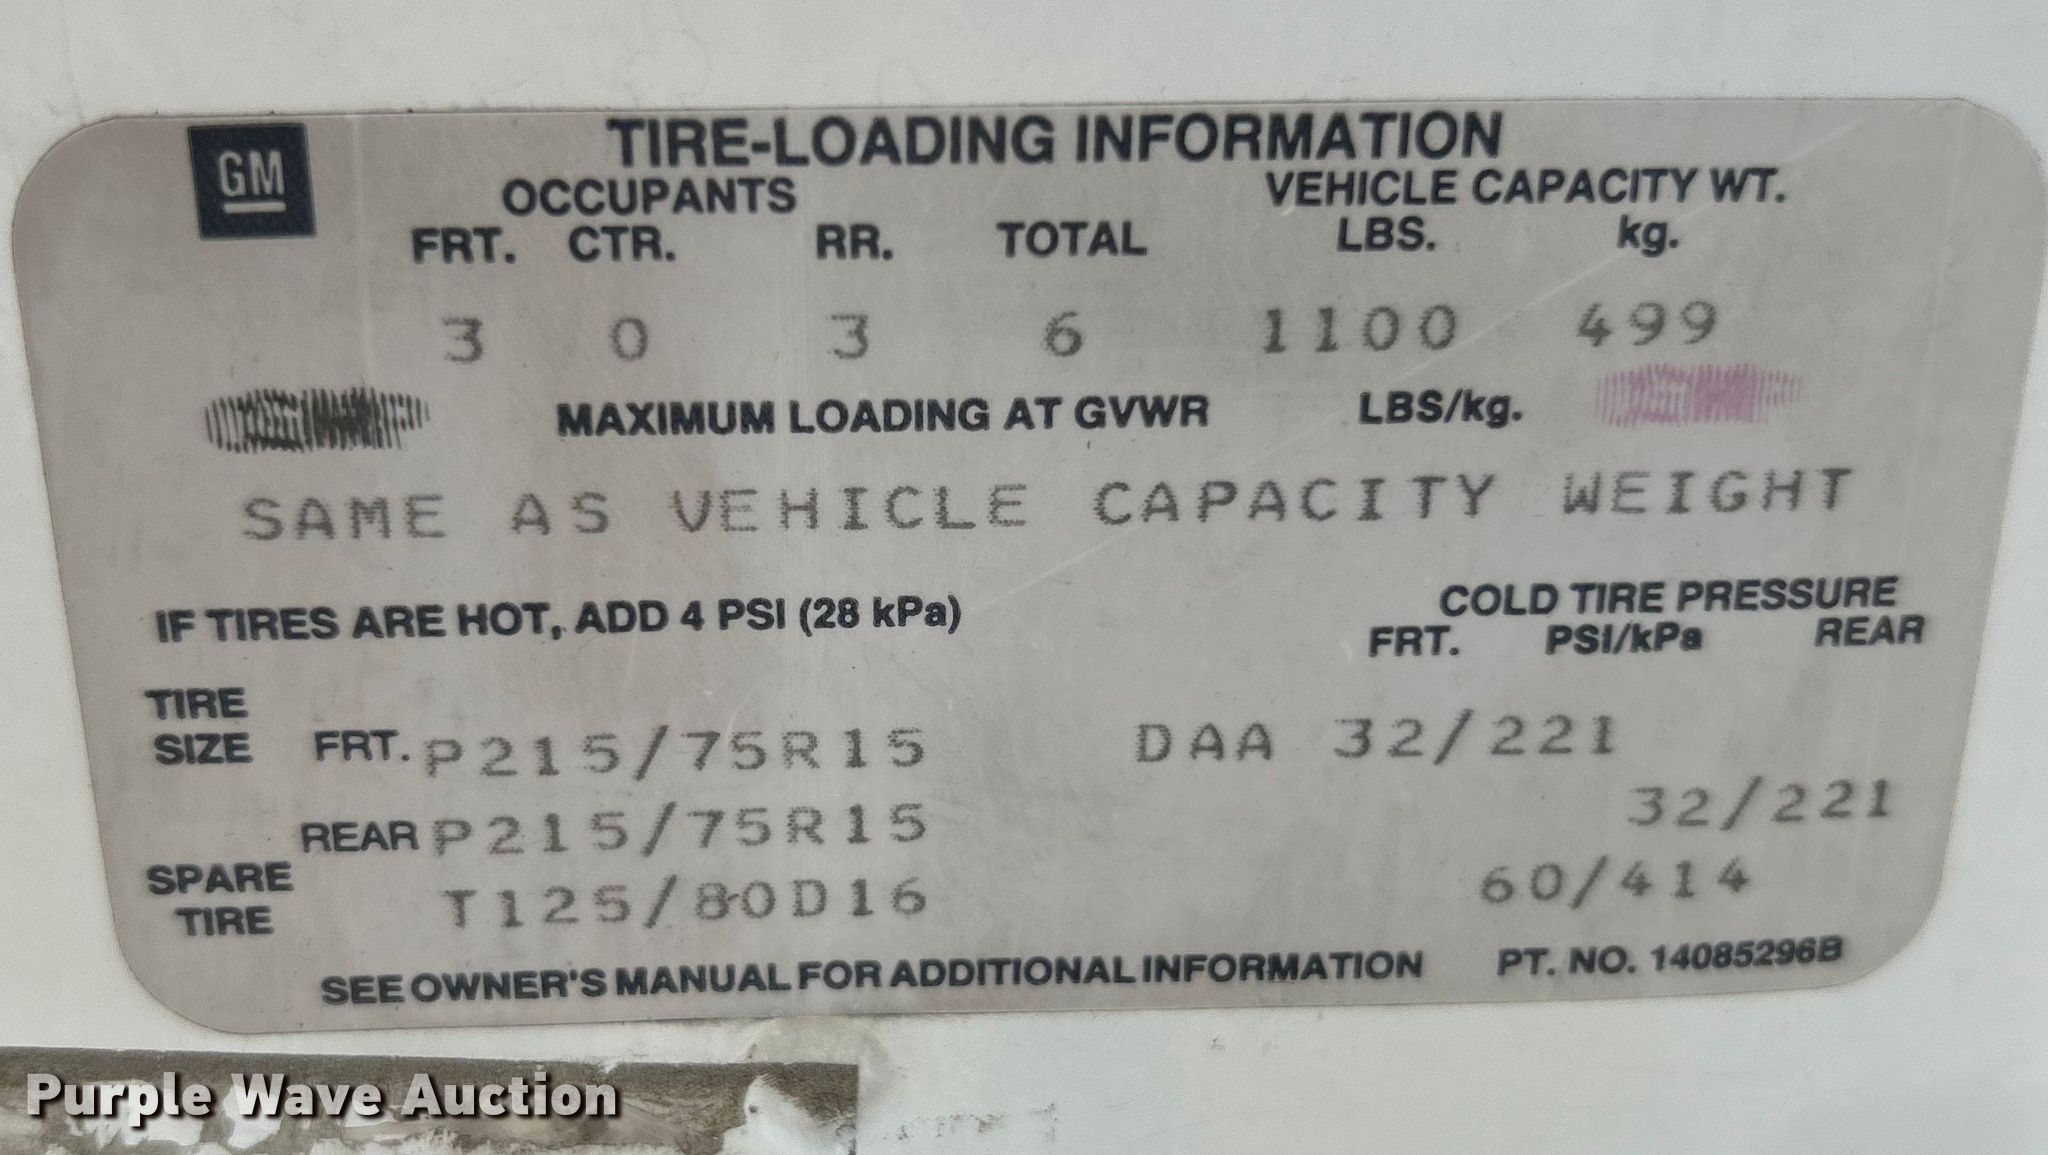 GM
TIRE-LOADING INFORMATION
OCCUPANTS VEHICLE CAPACITY WT.
FRT. CTR. RR. TOTAL LBS. kg.
3 0 3 6 1100 499
MAXIMUM LOADING AT GVWR LBS/kg.
SAME AS VEHICLE CAPACITY WEIGHT
IF TIRES ARE HOT, ADD 4 PSI (28 kPa) COLD TIRE PRESSURE
FRT. PSI/kPa REAR
TIRE
SIZE FRT. P215/75R15 DAA 32/221
REAR P215/75R15 32/221
SPARE
TIRE T125/80D16 60/414
SEE OWNER'S MANUAL FOR ADDITIONAL INFORMATION PT. NO. 14085296B
Purple Wave Auction